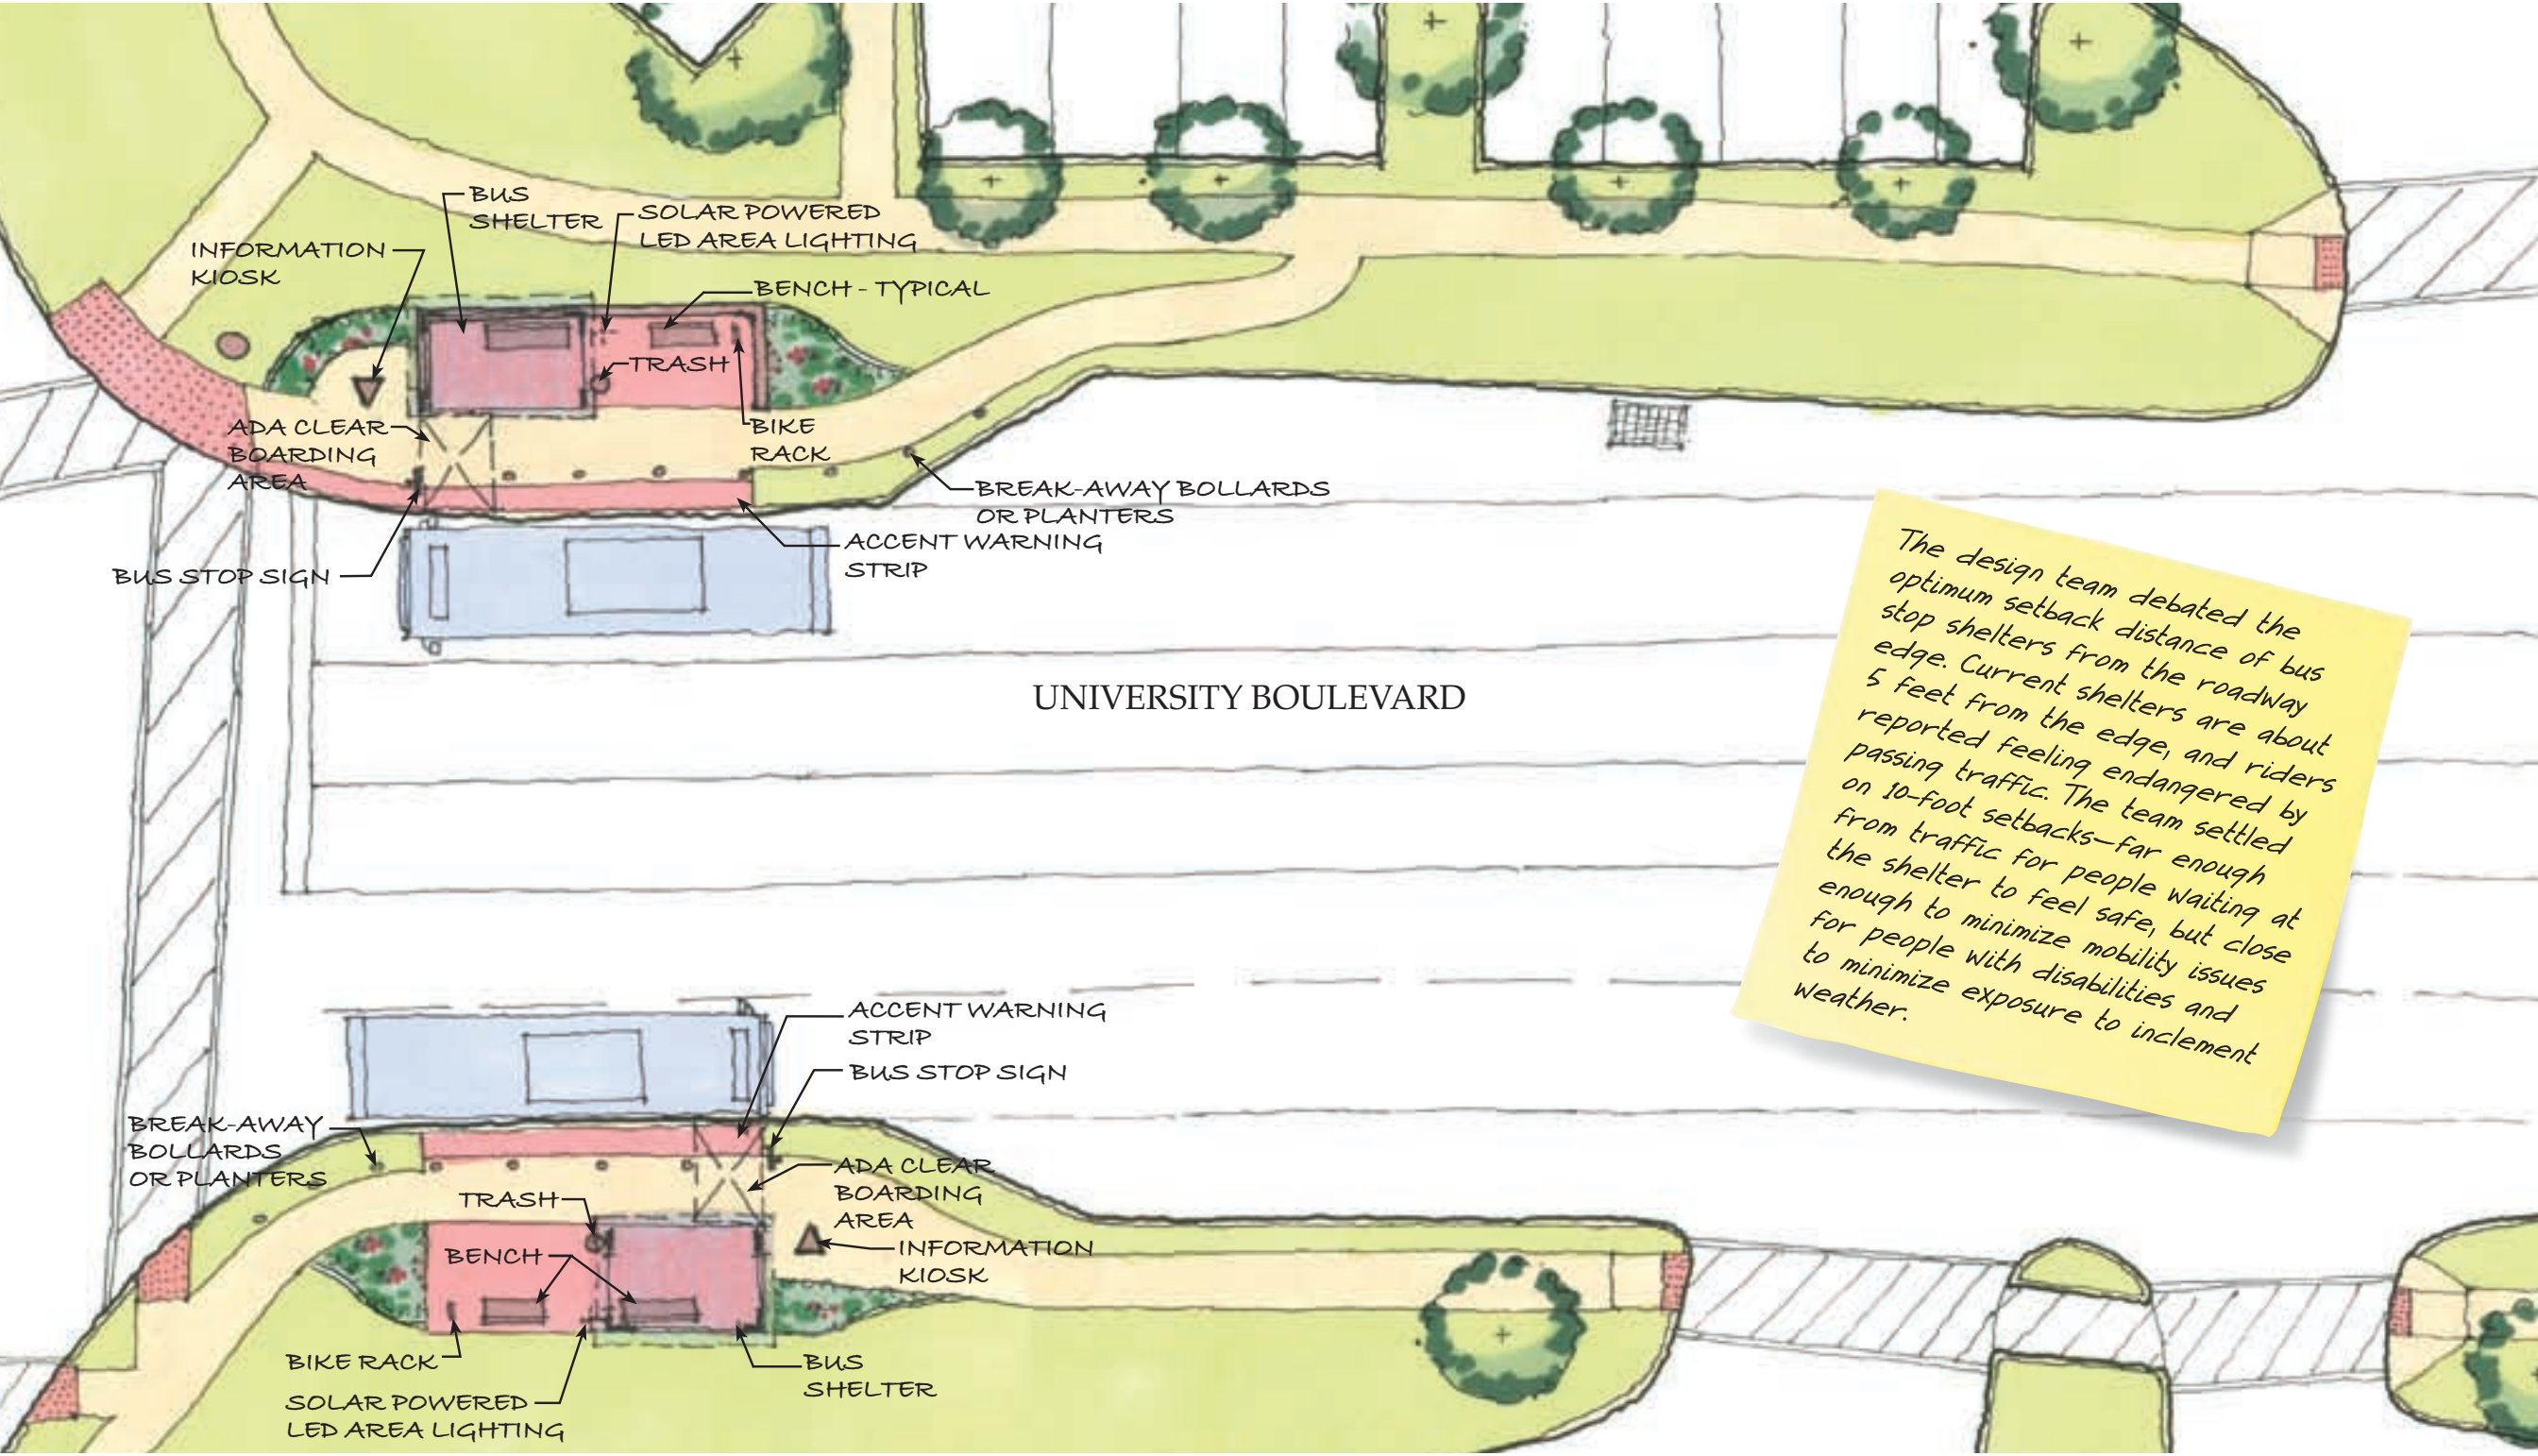 BUS
SHELTER
SOLAR POWERED
LED AREA LIGHTING
INFORMATION
KIOSK
BENCH - TYPICAL
TRASH
ADA CLEAR
BOARDING
AREA
BIKE
RACK
BREAK-AWAY BOLLARDS
OR PLANTERS
ACCENT WARNING
STRIP
BUS STOP SIGN
UNIVERSITY BOULEVARD
The design team debated the
optimum setback distance of bus
stop shelters from the roadway
edge. Current shelters are about
5 feet from the edge, and riders
reported feeling endangered by
passing traffic. The team settled
on 10-foot setbacks—far enough
from traffic for people waiting at
the shelter to feel safe, but close
enough to minimize mobility issues
for people with disabilities and
to minimize exposure to inclement
weather.
ACCENT WARNING
STRIP
BUS STOP SIGN
BREAK-AWAY
BOLLARDS
OR PLANTERS
ADA CLEAR
BOARDING
AREA
TRASH
BENCH
INFORMATION
KIOSK
BIKE RACK
BUS
SHELTER
SOLAR POWERED
LED AREA LIGHTING